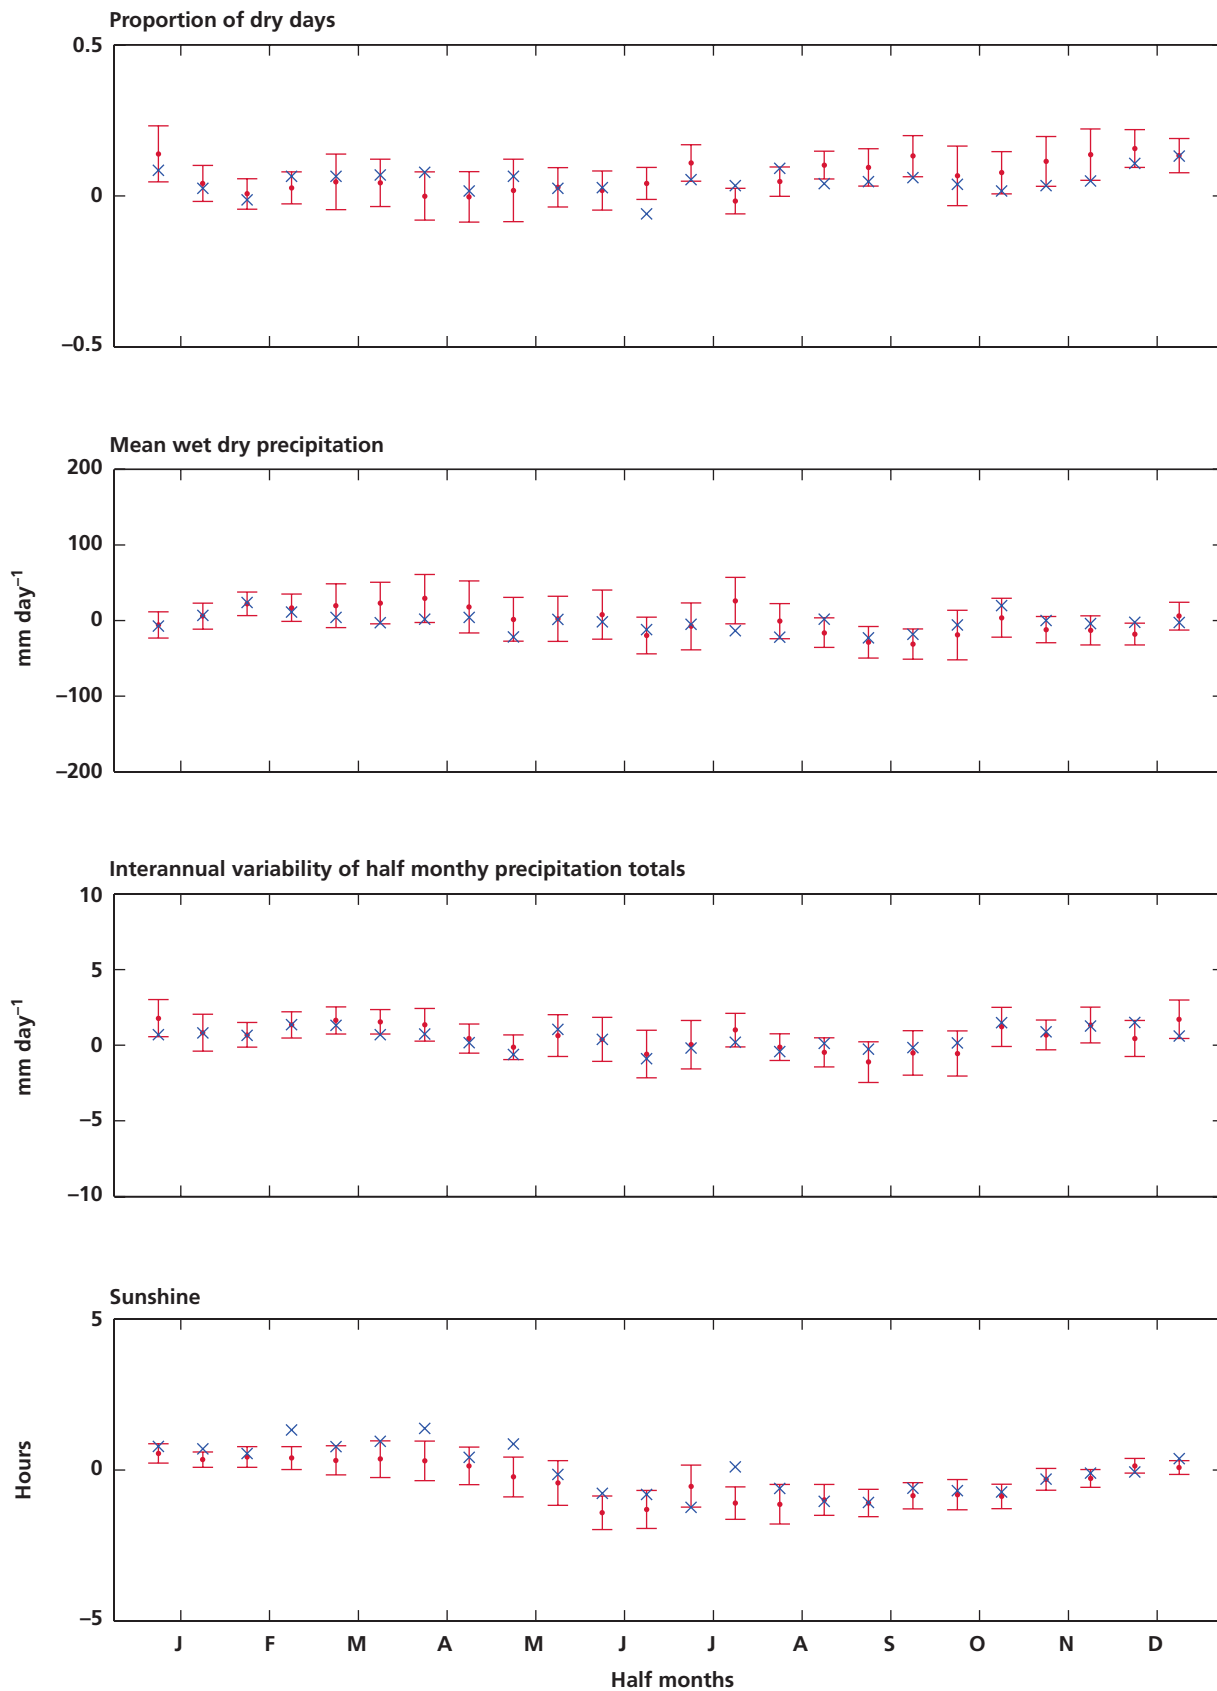 Proportion of dry days
0.5
0
–0.5
Mean wet dry precipitation
200
100
0
–100
–200
mm day–1
Interannual variability of half monthy precipitation totals
10
5
0
–5
–10
mm day–1
Sunshine
5
0
–5
Hours
J F M A M J J A S O N D
Half months